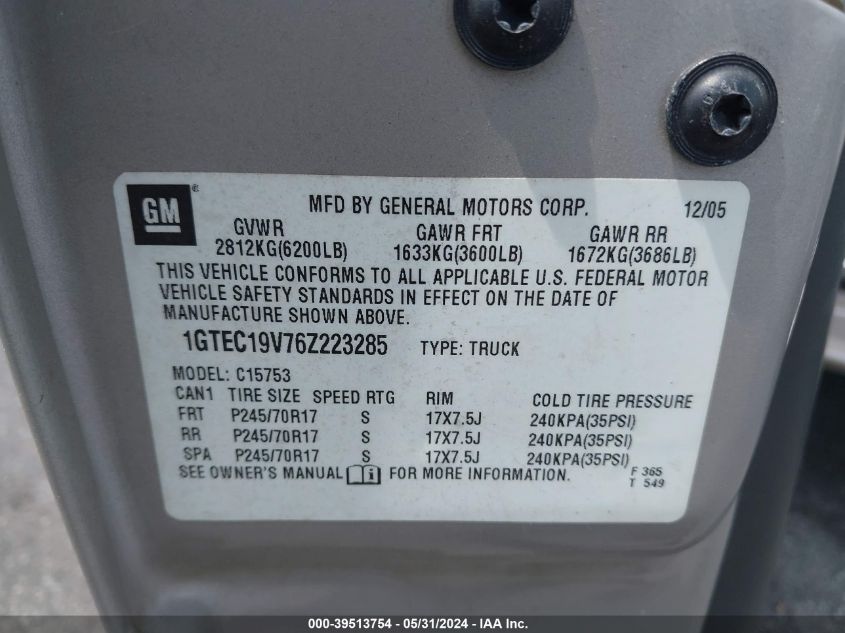 GM ®
MFD BY GENERAL MOTORS CORP. 12/05
GVWR GAWR FRT GAWR RR
2812KG(6200LB) 1633KG(3600LB) 1672KG(3686LB)
THIS VEHICLE CONFORMS TO ALL APPLICABLE U.S. FEDERAL MOTOR
VEHICLE SAFETY STANDARDS IN EFFECT ON THE DATE OF
MANUFACTURE SHOWN ABOVE.
1GTEC19V76Z223285 TYPE: TRUCK
MODEL: C15753
CAN1 TIRE SIZE SPEED RTG RIM COLD TIRE PRESSURE
FRT P245/70R17 S 17X7.5J 240KPA(35PSI)
RR P245/70R17 S 17X7.5J 240KPA(35PSI)
SPA P245/70R17 S 17X7.5J 240KPA(35PSI)
SEE OWNER'S MANUAL i FOR MORE INFORMATION.
F 365
T 549
000-39513754 - 05/31/2024 - IAA Inc.